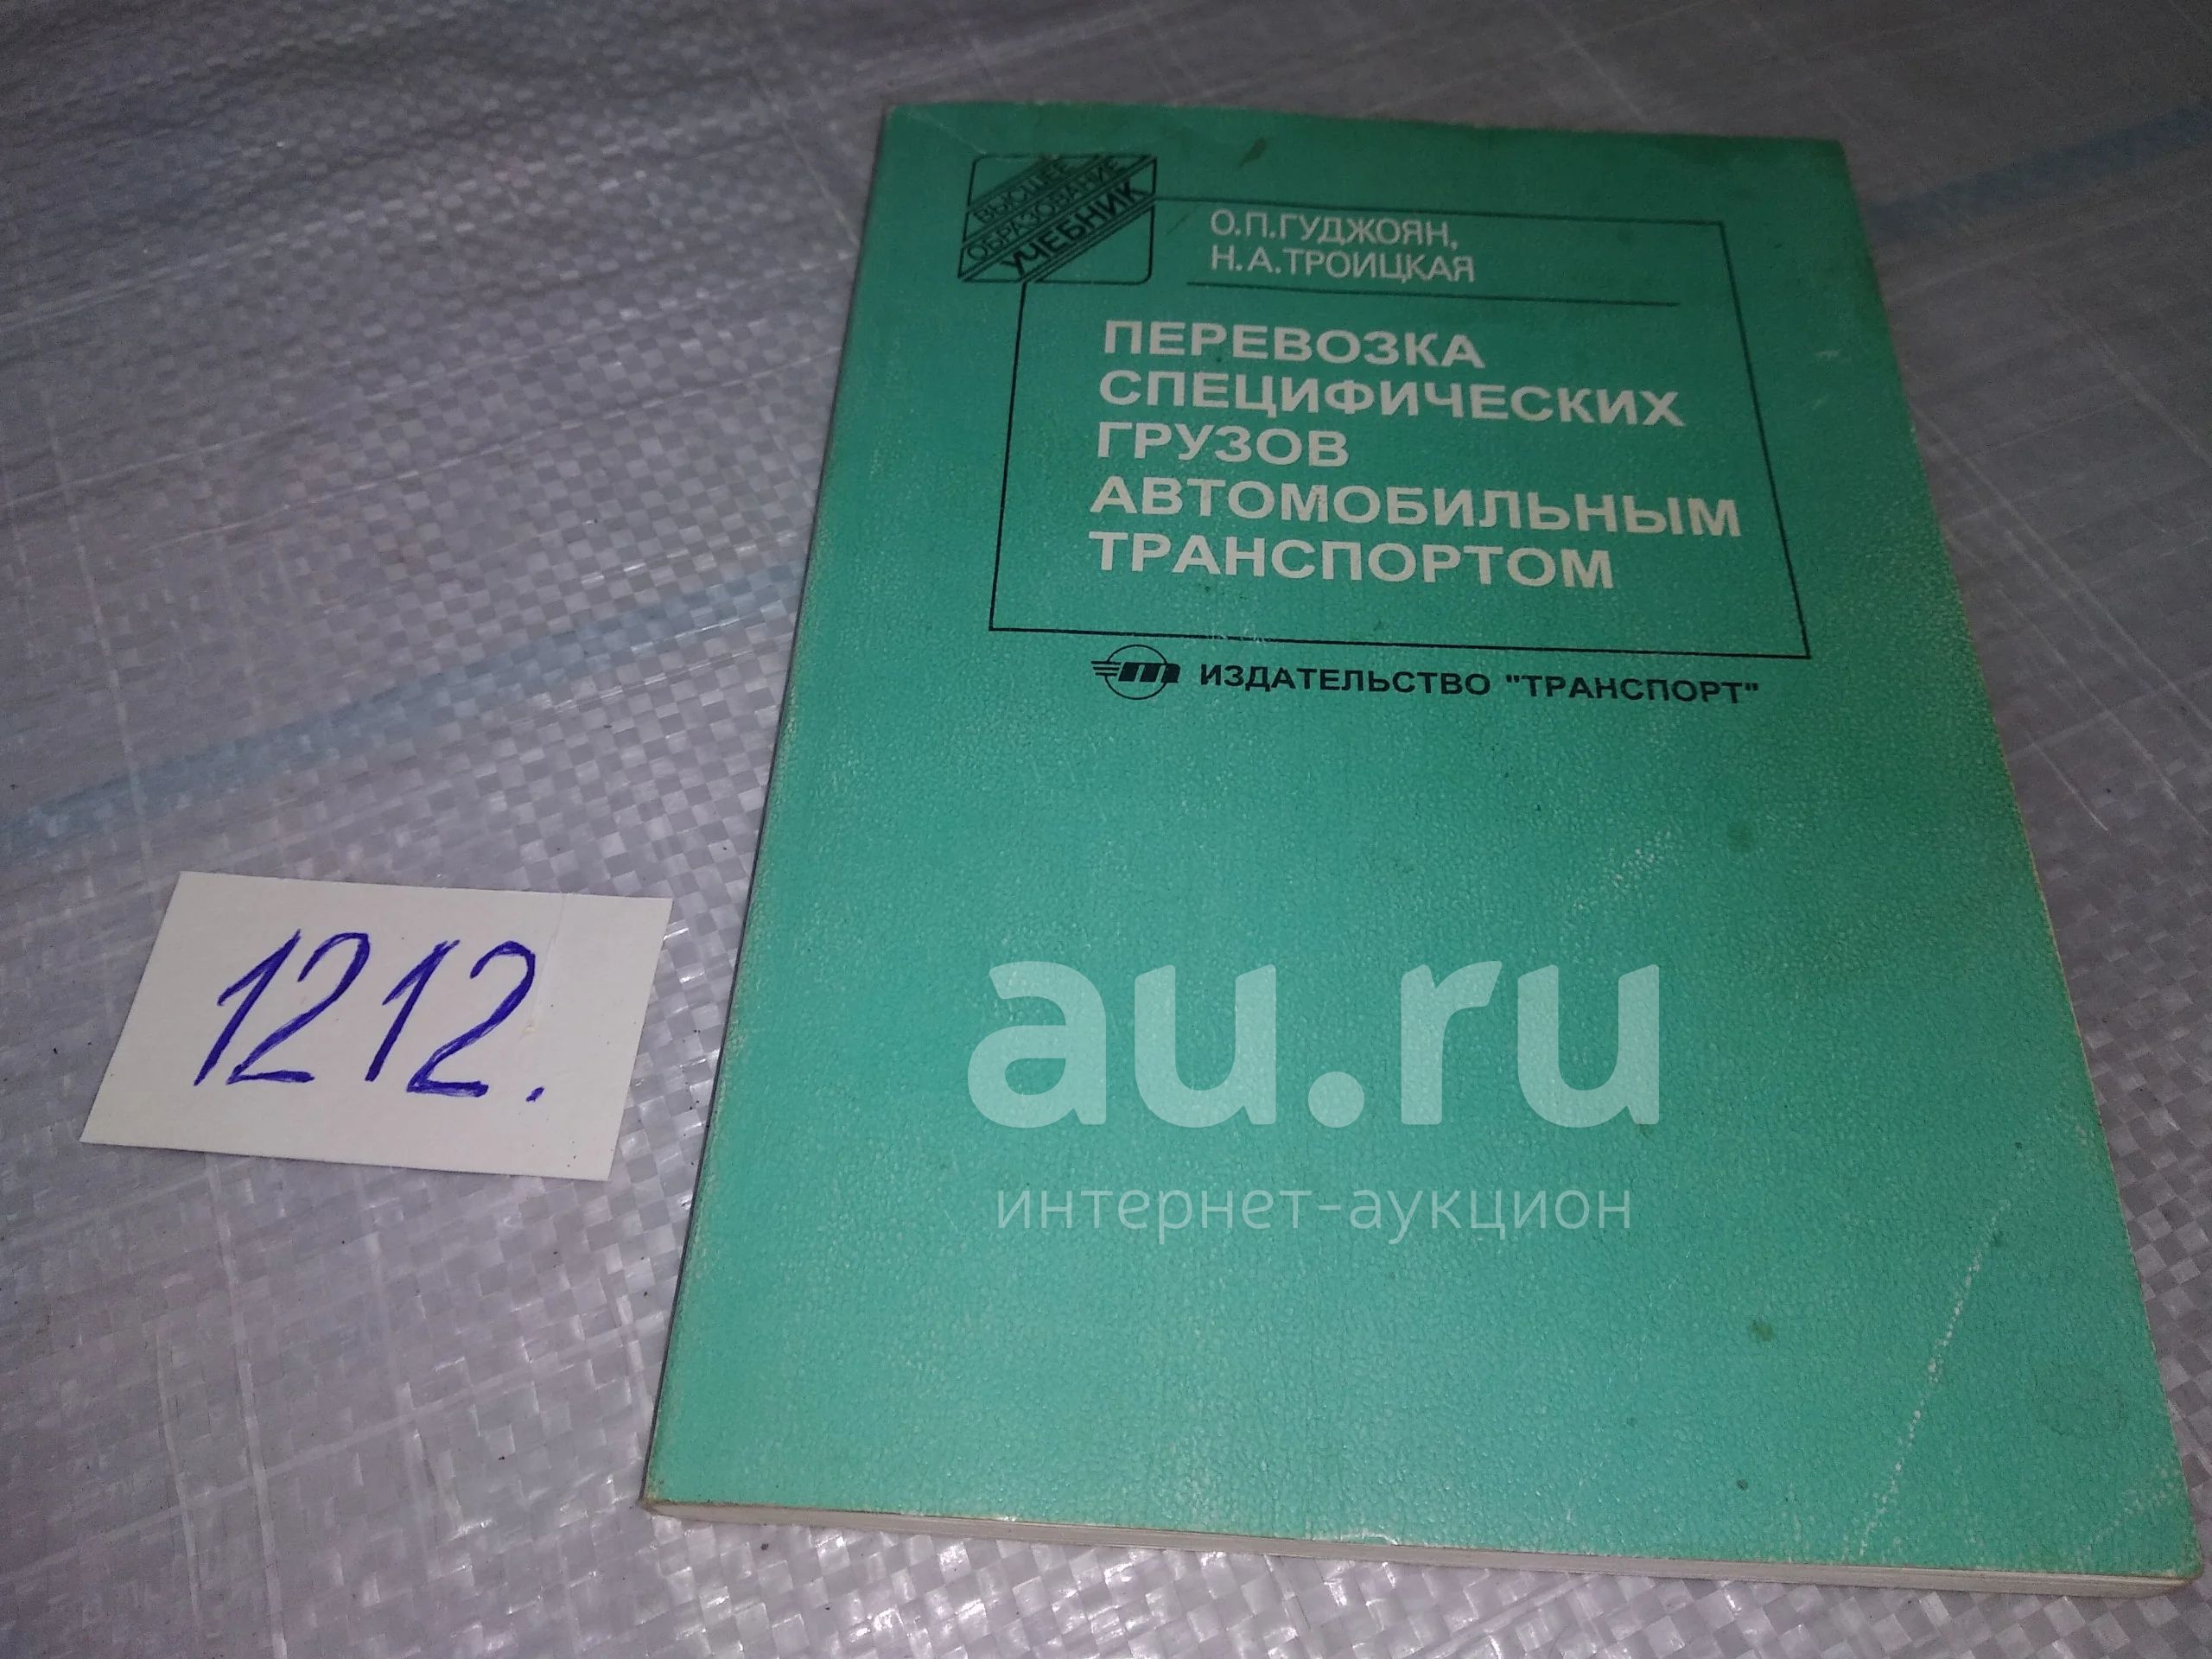 ВЫСШЕЕ
ОБРАЗОВАНИЕ
УЧЕБНИК
О.П.ГУДЖОЯН,
Н.А.ТРОИЦКАЯ
ПЕРЕВОЗКА
СПЕЦИФИЧЕСКИХ
ГРУЗОВ
АВТОМОБИЛЬНЫМ
ТРАНСПОРТОМ
m ИЗДАТЕЛЬСТВО "ТРАНСПОРТ"
1212.
au.ru
интернет-аукцион